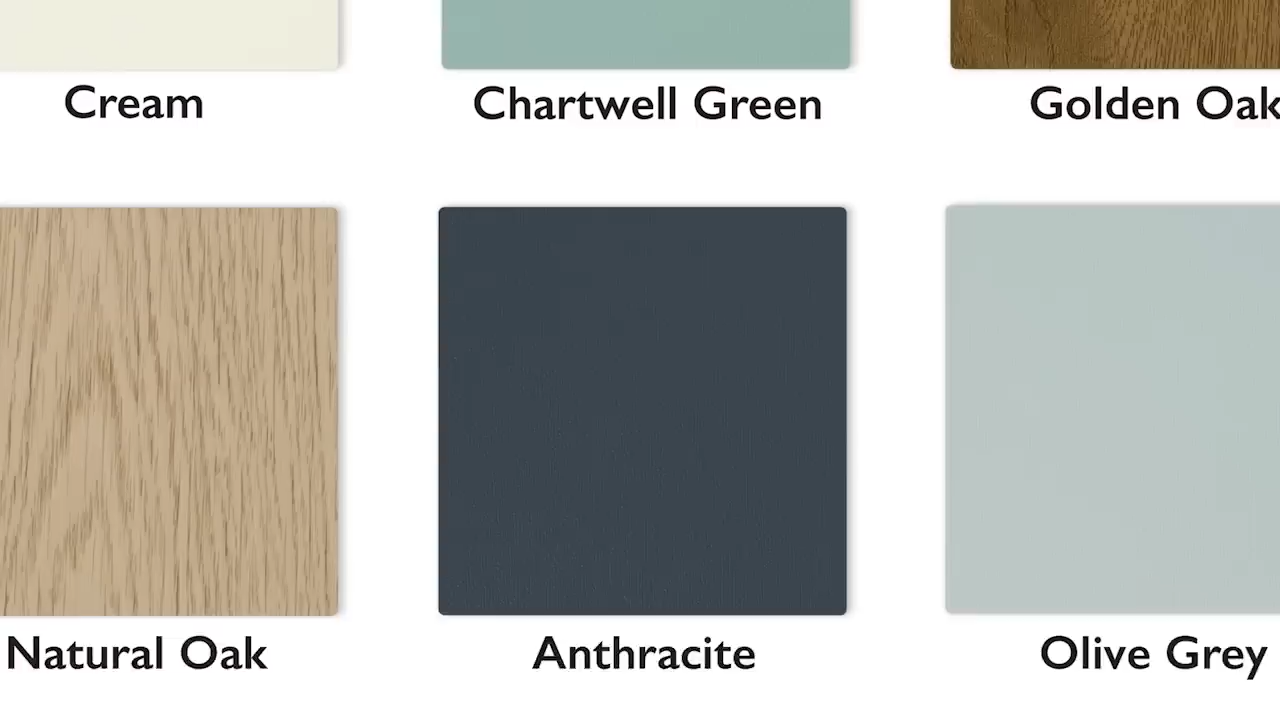 Cream
Chartwell Green
Golden Oak
Natural Oak
Anthracite
Olive Grey